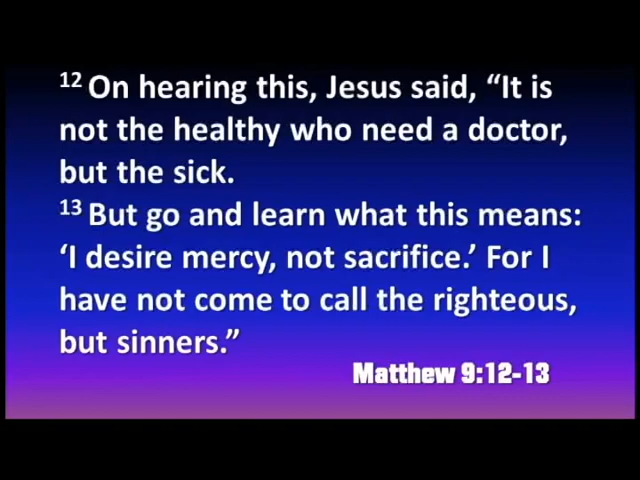 12 On hearing this, Jesus said, “It is
not the healthy who need a doctor,
but the sick.
13 But go and learn what this means:
‘I desire mercy, not sacrifice.’ For I
have not come to call the righteous,
but sinners.”
Matthew 9:12-13